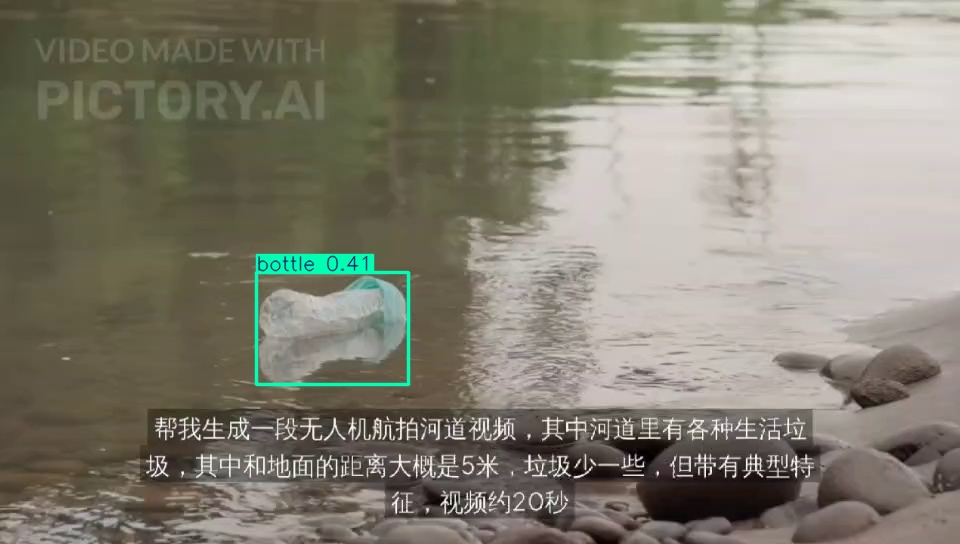 VIDEO MADE WITH
PICTORY.AI
bottle 0.41
帮我生成一段无人机航拍河道视频，其中河道里有各种生活垃
圾，其中和地面的距离大概是5米，垃圾少一些，但带有典型特
征，视频约20秒